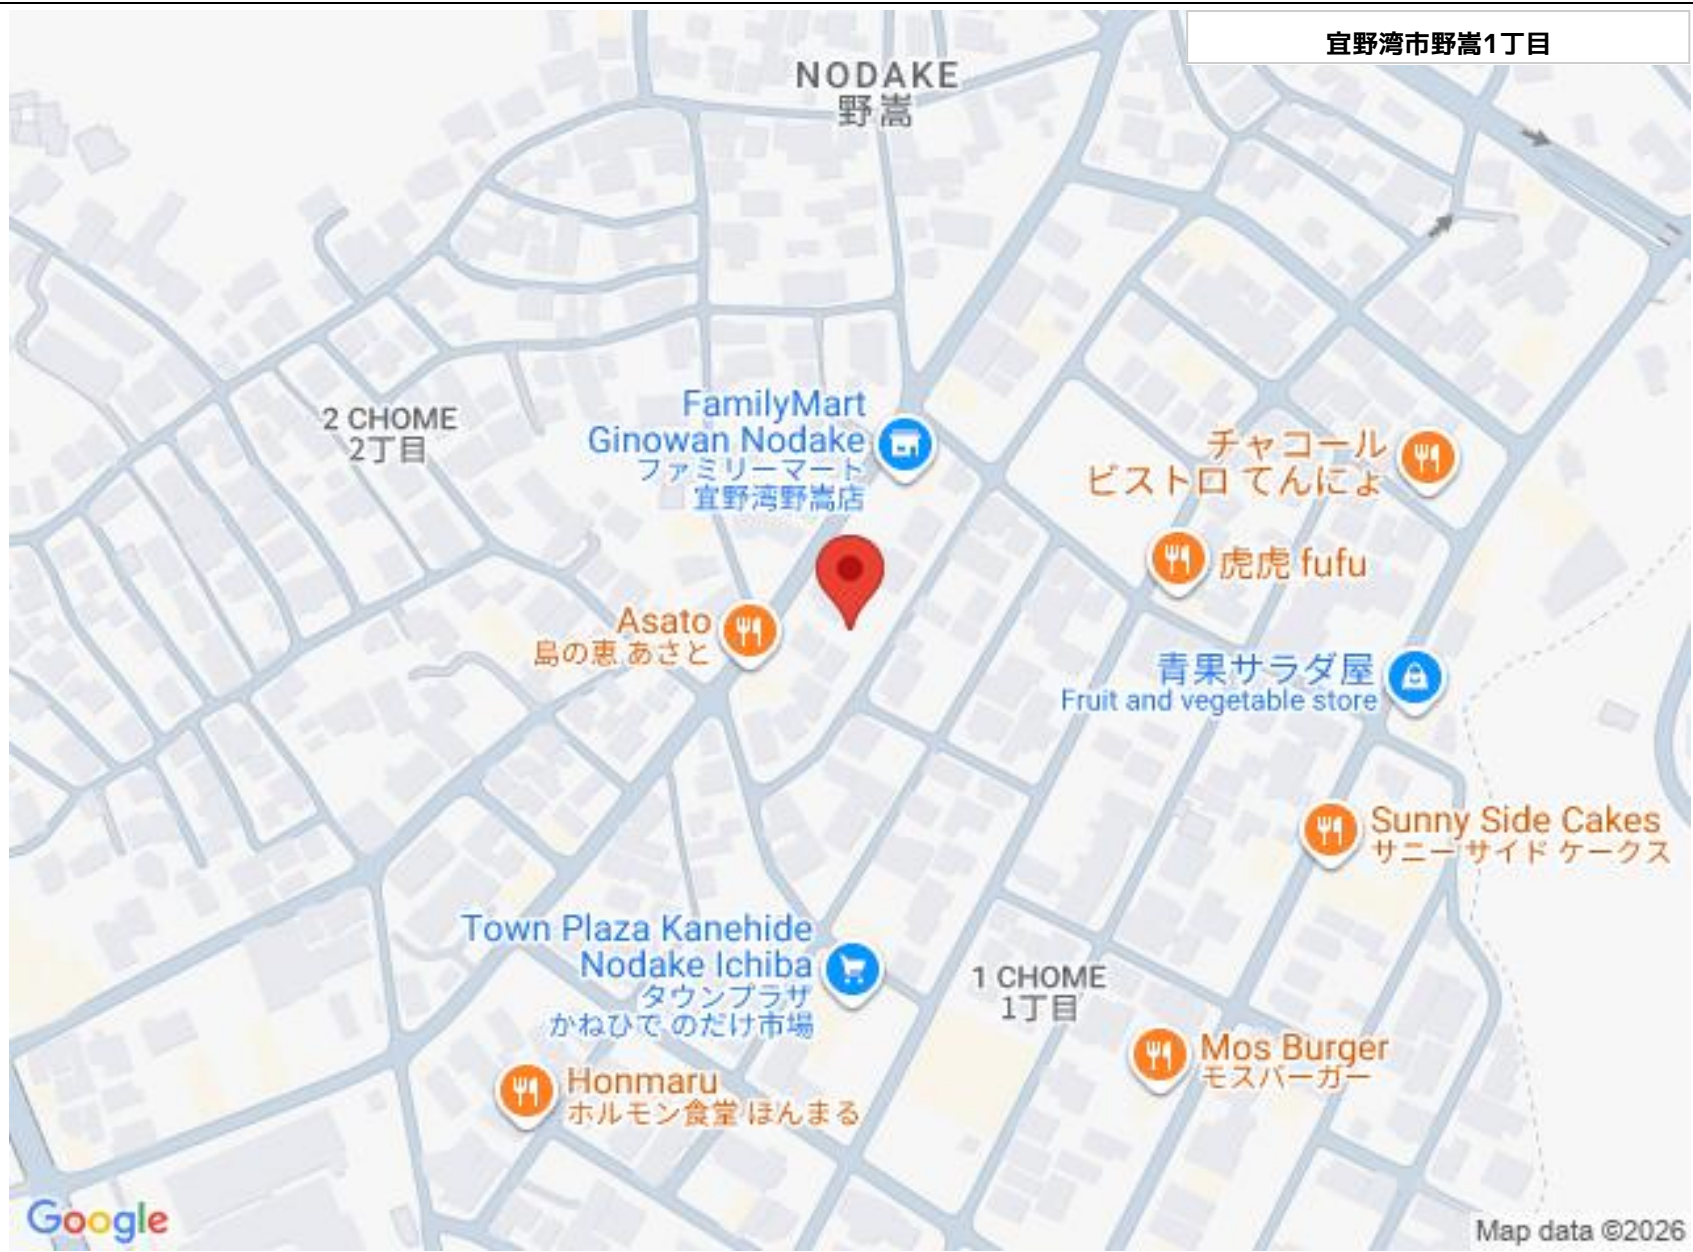 宜野湾市野嵩1丁目
NODAKE
野嵩
FamilyMart
Ginowan Nodake
ファミリーマート
宜野湾野嵩店
2 CHOME
2丁目
チャコール
ビストロ てんにょ
虎虎 fufu
Asato
島の恵 あさと
青果サラダ屋
Fruit and vegetable store
Sunny Side Cakes
サニー サイド ケークス
Town Plaza Kanehide
Nodake Ichiba
タウンプラザ
かねひで のだけ市場
1 CHOME
1丁目
Mos Burger
モスバーガー
Honmaru
ホルモン食堂 ほんまる
Google
Map data ©2026